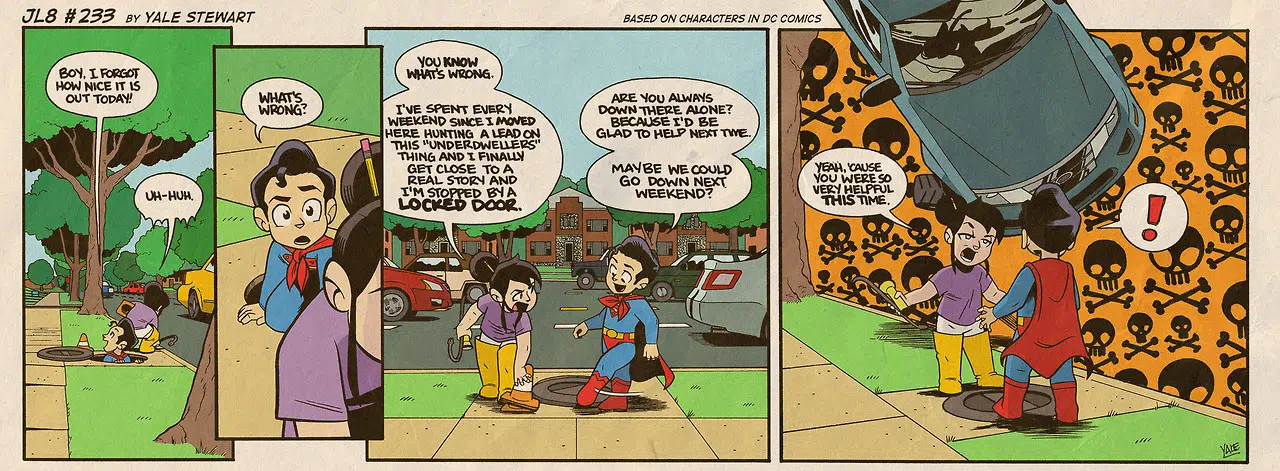 JL8 #233 BY YALE STEWART
BASED ON CHARACTERS IN DC COMICS
BOY, I FORGOT
HOW NICE IT IS
OUT TODAY!
UH-HUH.
WHAT'S
WRONG?
YOU KNOW
WHAT'S WRONG.
I'VE SPENT EVERY
WEEKEND SINCE I MOVED
HERE HUNTING A LEAD ON
THIS "UNDERDWELLERS"
THING AND I FINALLY
GET CLOSE TO A
REAL STORY AND
I'M STOPPED BY A
LOCKED DOOR.
ARE YOU ALWAYS
DOWN THERE ALONE?
BECAUSE I'D BE
GLAD TO HELP NEXT TIME.
MAYBE WE COULD
GO DOWN NEXT
WEEKEND?
YEAH, 'CAUSE
YOU WERE SO
VERY HELPFUL
THIS TIME.
!
YALE